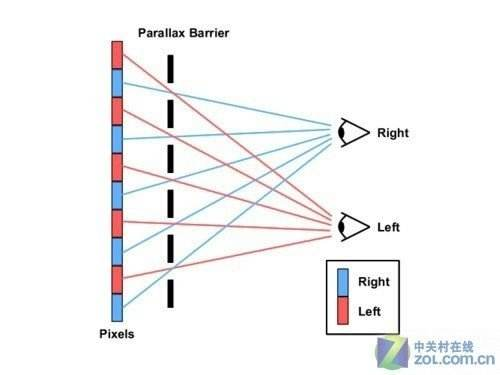 Parallax Barrier
Right
Left
Right
Left
Pixels
中关村在线
ZOL.com.cn